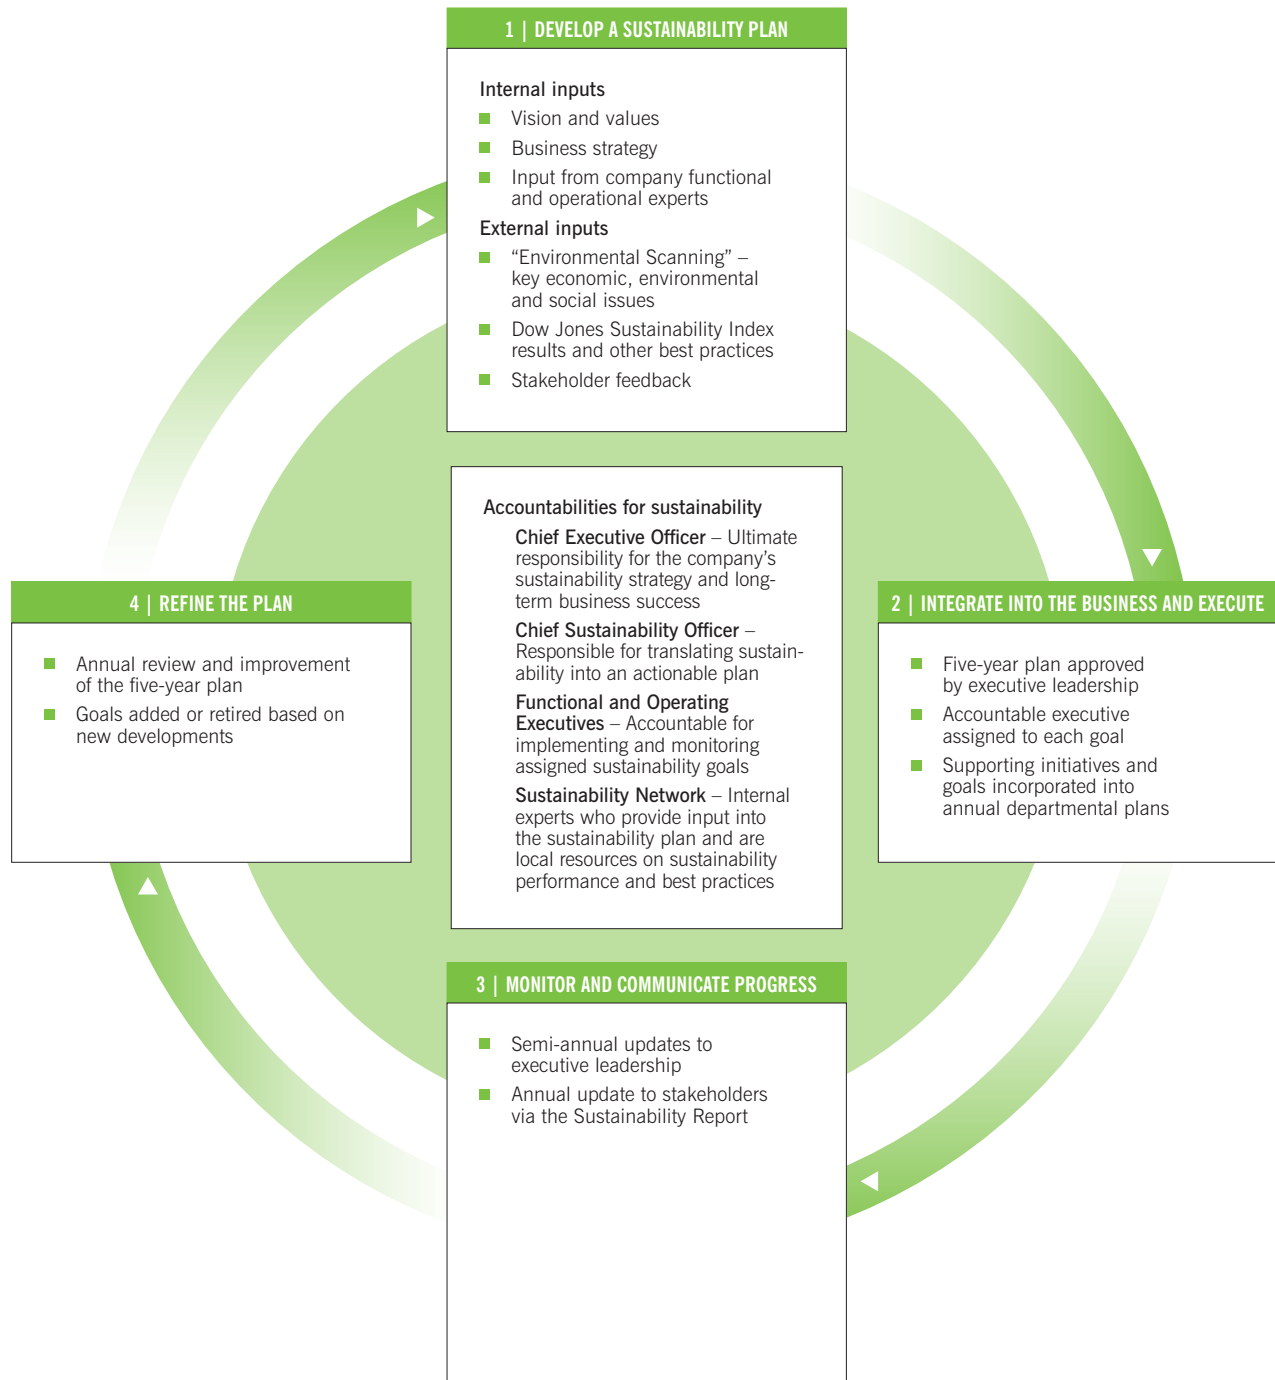 1 | DEVELOP A SUSTAINABILITY PLAN
Internal inputs
Vision and values
Business strategy
Input from company functional
and operational experts
External inputs
“Environmental Scanning” –
key economic, environmental
and social issues
Dow Jones Sustainability Index
results and other best practices
Stakeholder feedback
Accountabilities for sustainability
Chief Executive Officer – Ultimate
responsibility for the company’s
sustainability strategy and long-
term business success
Chief Sustainability Officer –
Responsible for translating sustain-
ability into an actionable plan
Functional and Operating
Executives – Accountable for
implementing and monitoring
assigned sustainability goals
Sustainability Network – Internal
experts who provide input into
the sustainability plan and are
local resources on sustainability
performance and best practices
2 | INTEGRATE INTO THE BUSINESS AND EXECUTE
Five-year plan approved
by executive leadership
Accountable executive
assigned to each goal
Supporting initiatives and
goals incorporated into
annual departmental plans
3 | MONITOR AND COMMUNICATE PROGRESS
Semi-annual updates to
executive leadership
Annual update to stakeholders
via the Sustainability Report
4 | REFINE THE PLAN
Annual review and improvement
of the five-year plan
Goals added or retired based on
new developments